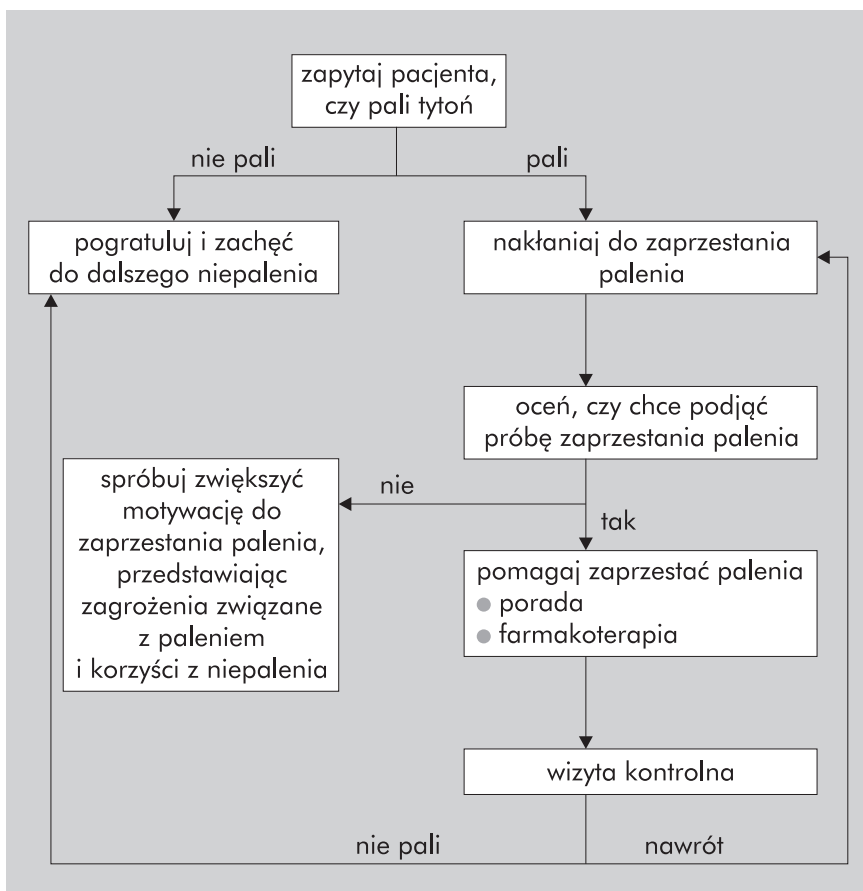 zapytaj pacjenta,
czy pali tytoń
nie pali
pali
pogratuluj i zachęć
do dalszego niepalenia
nakłaniaj do zaprzestania
palenia
oceń, czy chce podjąć
próbę zaprzestania palenia
nie
tak
spróbuj zwiększyć
motywację do
zaprzestania palenia,
przedstawiając
zagrożenia związane
z paleniem
i korzyści z niepalenia
pomagaj zaprzestać palenia
● porada
● farmakoterapia
wizyta kontrolna
nie pali
nawrót